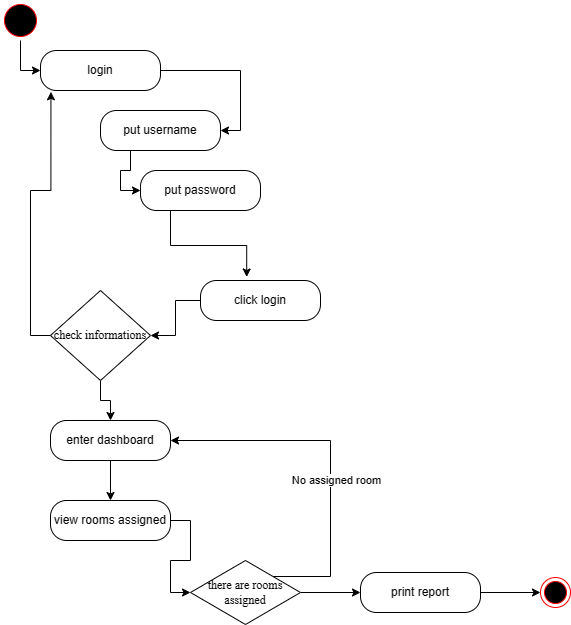 login
put username
put password
click login
check informations
enter dashboard
No assigned room
view rooms assigned
there are rooms
assigned
print report